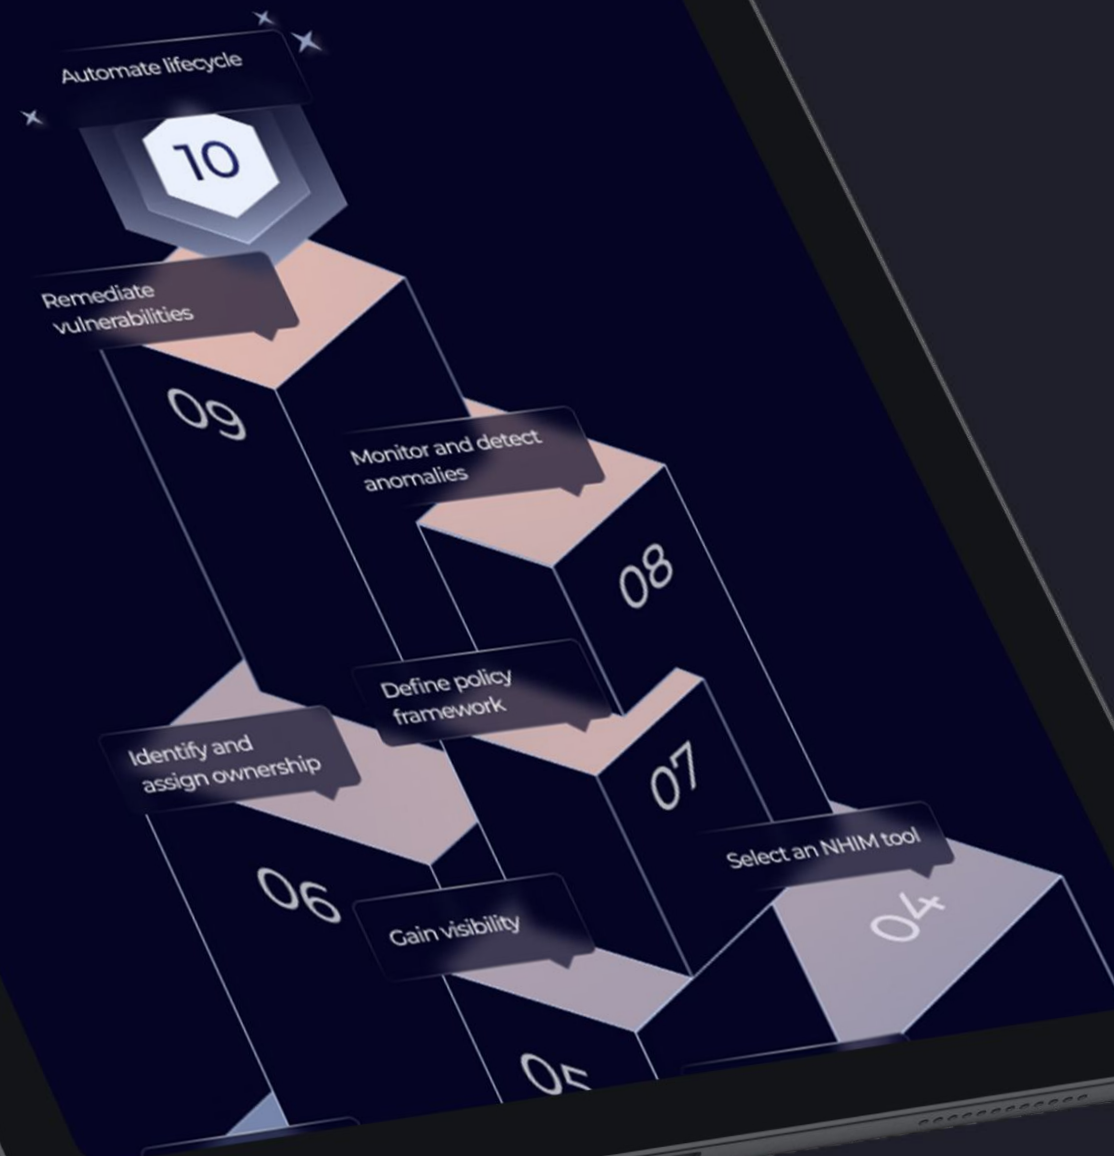 Automate lifecycle
10
Remediate
vulnerabilities
09
Monitor and detect
anomalies
08
Define policy
framework
07
Identify and
assign ownership
06
Select an NHIM tool
04
Gain visibility
05